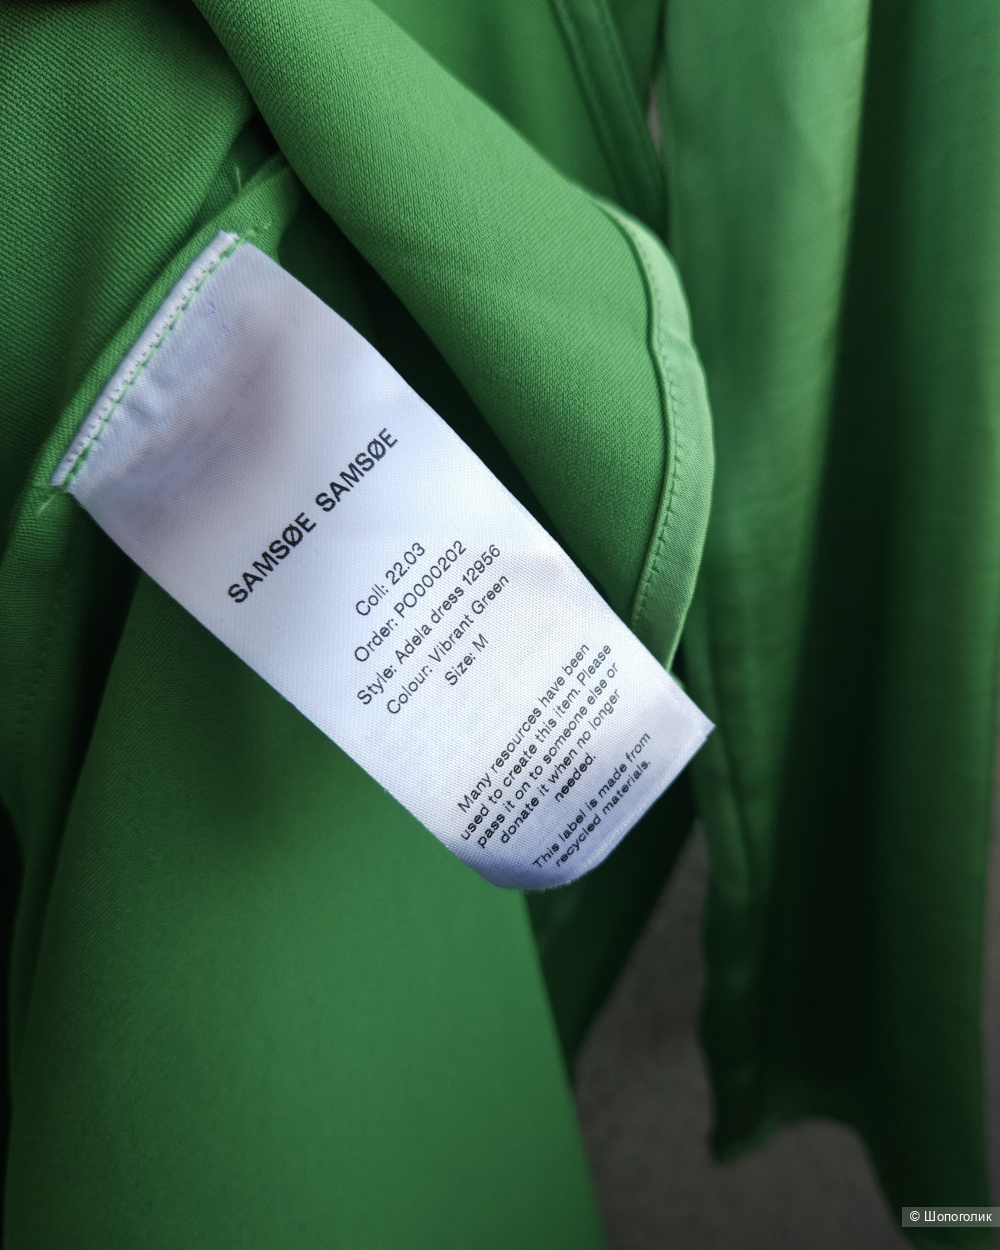 SAMSØE SAMSØE
Coll: 22.03
Order: PO000202
Style: Adela dress 12956
Colour: Vibrant Green
Size: M
Many resources have been
used to create this item. Please
pass it on to someone else or
donate it when no longer
needed.
This label is made from
recycled materials.
© Шопоголик